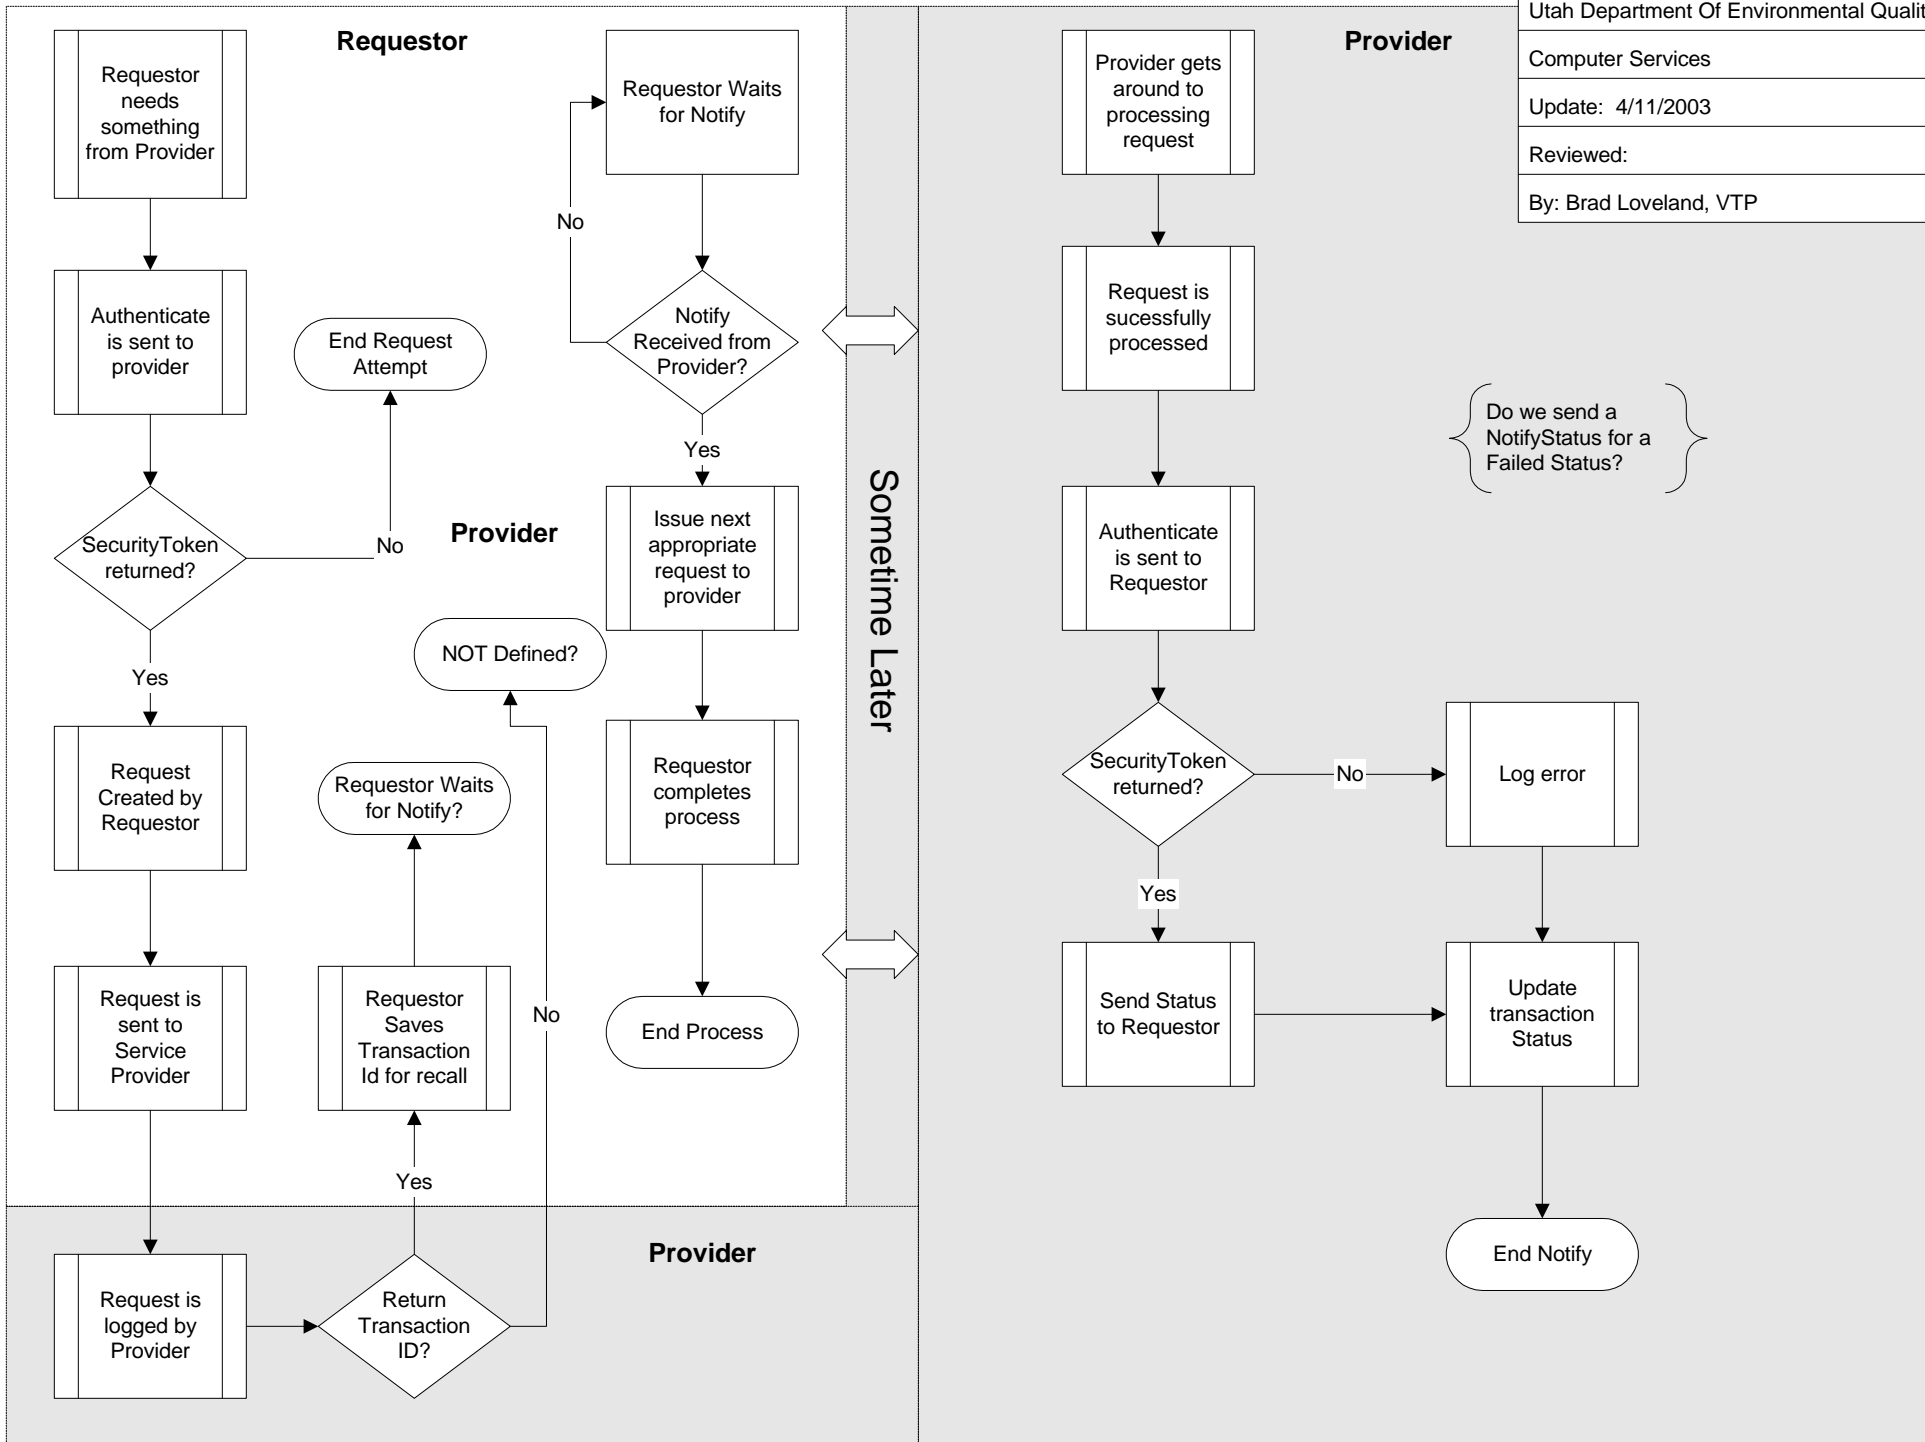 Requestor
Requestor
needs
something
from Provider
Authenticate
is sent to
provider
SecurityToken
returned?
No
End Request
Attempt
Yes
Request
Created by
Requestor
Request is
sent to
Service
Provider
Request is
logged by
Provider
Return
Transaction
ID?
Provider
Yes
Requestor
Saves
Transaction
Id for recall
Requestor Waits
for Notify?
No
NOT Defined?
Provider
Requestor Waits
for Notify
No
Notify
Received from
Provider?
Yes
Issue next
appropriate
request to
provider
Requestor
completes
process
End Process
Sometime Later
Provider
Provider gets
around to
processing
request
Request is
sucessfully
processed
Authenticate
is sent to
Requestor
SecurityToken
returned?
No
Log error
Yes
Send Status
to Requestor
Update
transaction
Status
End Notify
Do we send a
NotifyStatus for a
Failed Status?
Utah Department Of Environmental Qualit
Computer Services
Update: 4/11/2003
Reviewed:
By: Brad Loveland, VTP